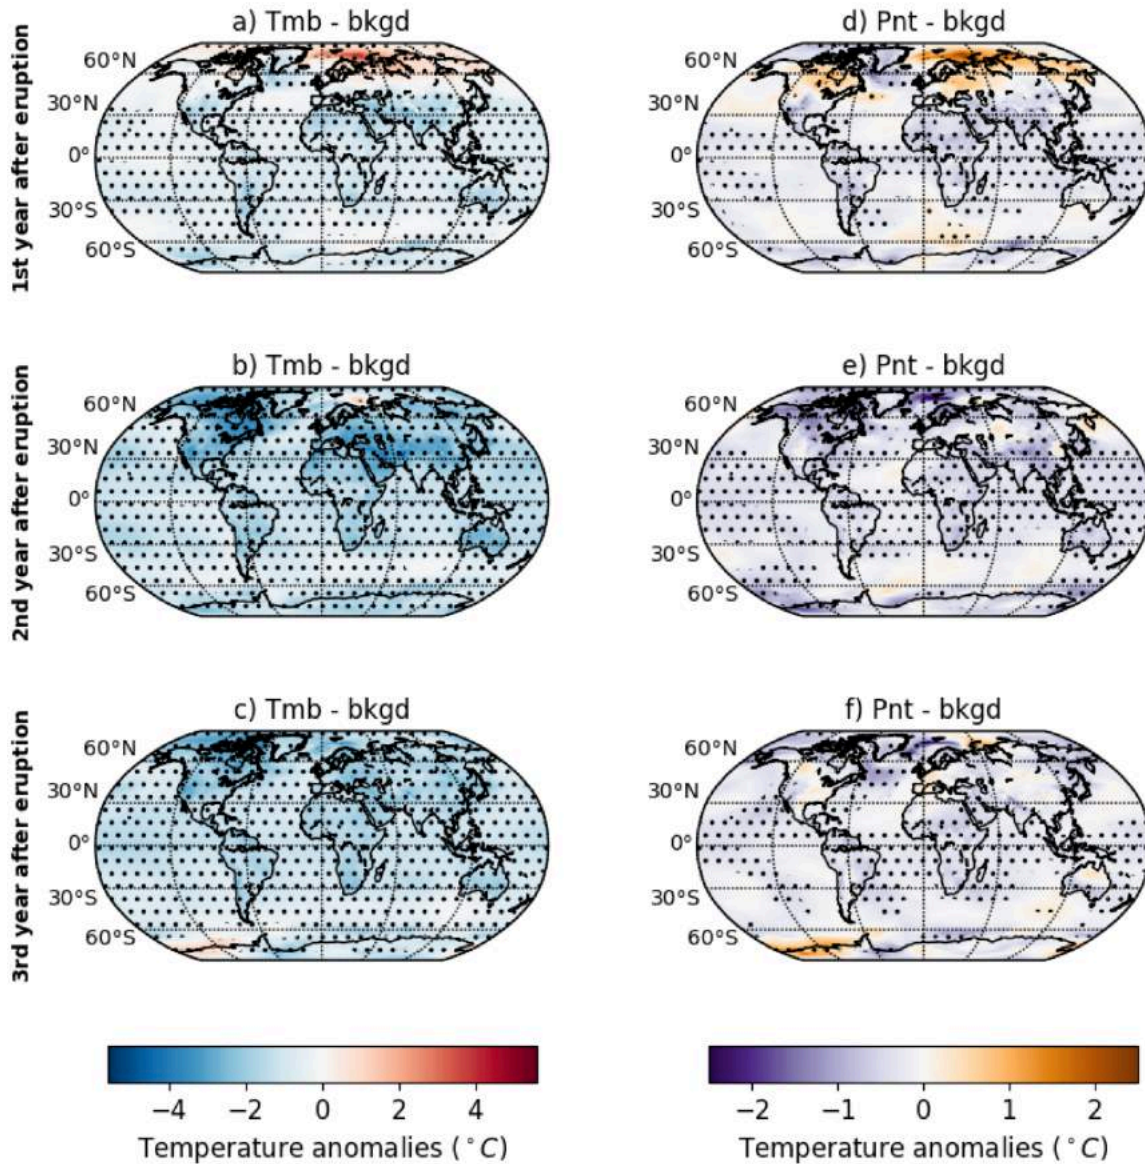 a) Tmb - bkgd
d) Pnt - bkgd
1st year after eruption
60°N
30°N
0°
30°S
60°S
60°N
30°N
0°
30°S
60°S
b) Tmb - bkgd
e) Pnt - bkgd
2nd year after eruption
60°N
30°N
0°
30°S
60°S
60°N
30°N
0°
30°S
60°S
c) Tmb - bkgd
f) Pnt - bkgd
3rd year after eruption
60°N
30°N
0°
30°S
60°S
60°N
30°N
0°
30°S
60°S
−4 −2 0 2 4
Temperature anomalies (°C)
−2 −1 0 1 2
Temperature anomalies (°C)